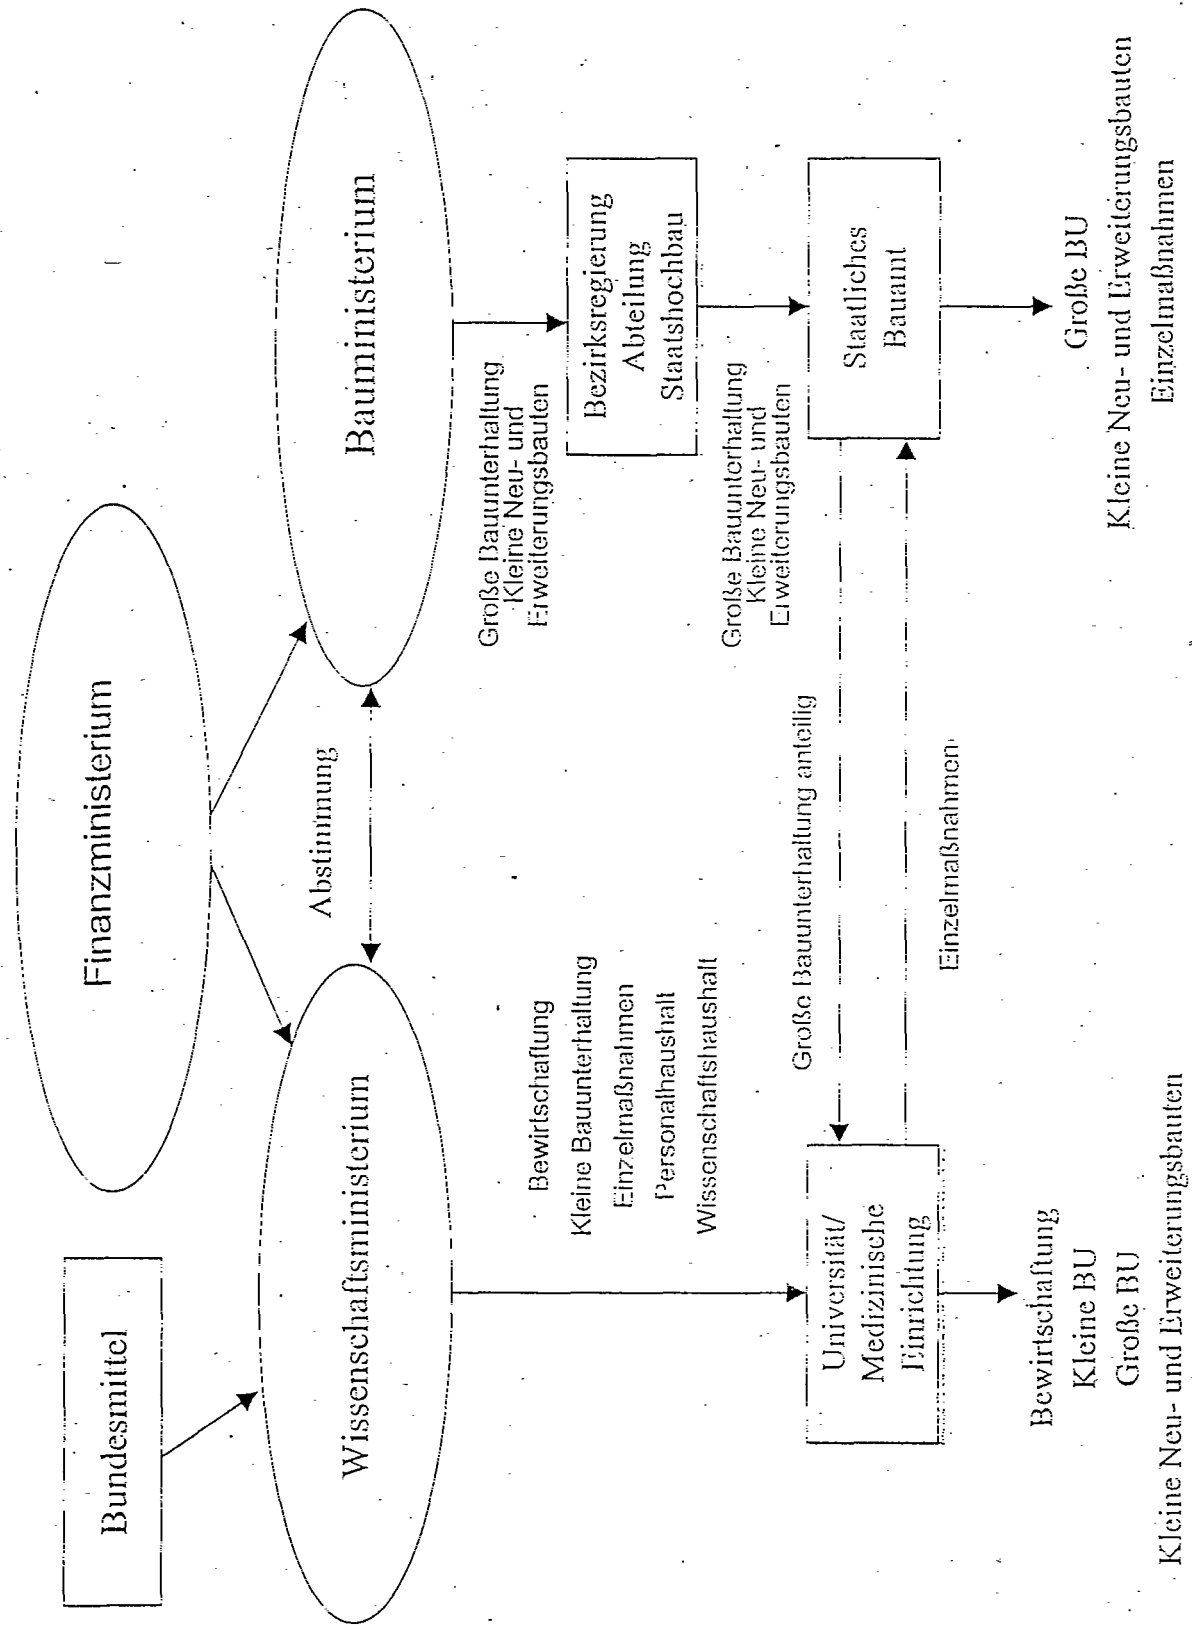 Bundesmittel
Finanzministerium
Wissenschaftsministerium
Abstimmung
Bauministerium
Bewirtschaftung
Kleine Bauunterhaltung
Einzelmaßnahmen
Personalhaushalt
Wissenschaftshaushalt
Große Bauunterhaltung
Kleine Neu- und
Erweiterungsbauten
Bezirksregierung
Abteilung
Staatshochbau
Große Bauunterhaltung
Kleine Neu- und
Erweiterungsbauten
Universität/
Medizinische
Einrichtung
Große Bauunterhaltung anteilig
Einzelmaßnahmen
Staatliches
Bauamt
Bewirtschaftung
Kleine BU
Große BU
Kleine Neu- und Erweiterungsbauten
Große BU
Kleine Neu- und Erweiterungsbauten
Einzelmaßnahmen